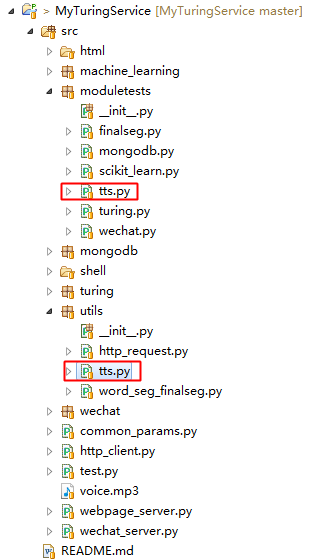 > MyTuringService [MyTuringService master]
src
html
machine_learning
moduletests
__init__.py
finalseg.py
mongodb.py
scikit_learn.py
tts.py
turing.py
wechat.py
mongodb
shell
turing
utils
__init__.py
http_request.py
tts.py
word_seg_finalseg.py
wechat
common_params.py
http_client.py
test.py
voice.mp3
webpage_server.py
wechat_server.py
README.md